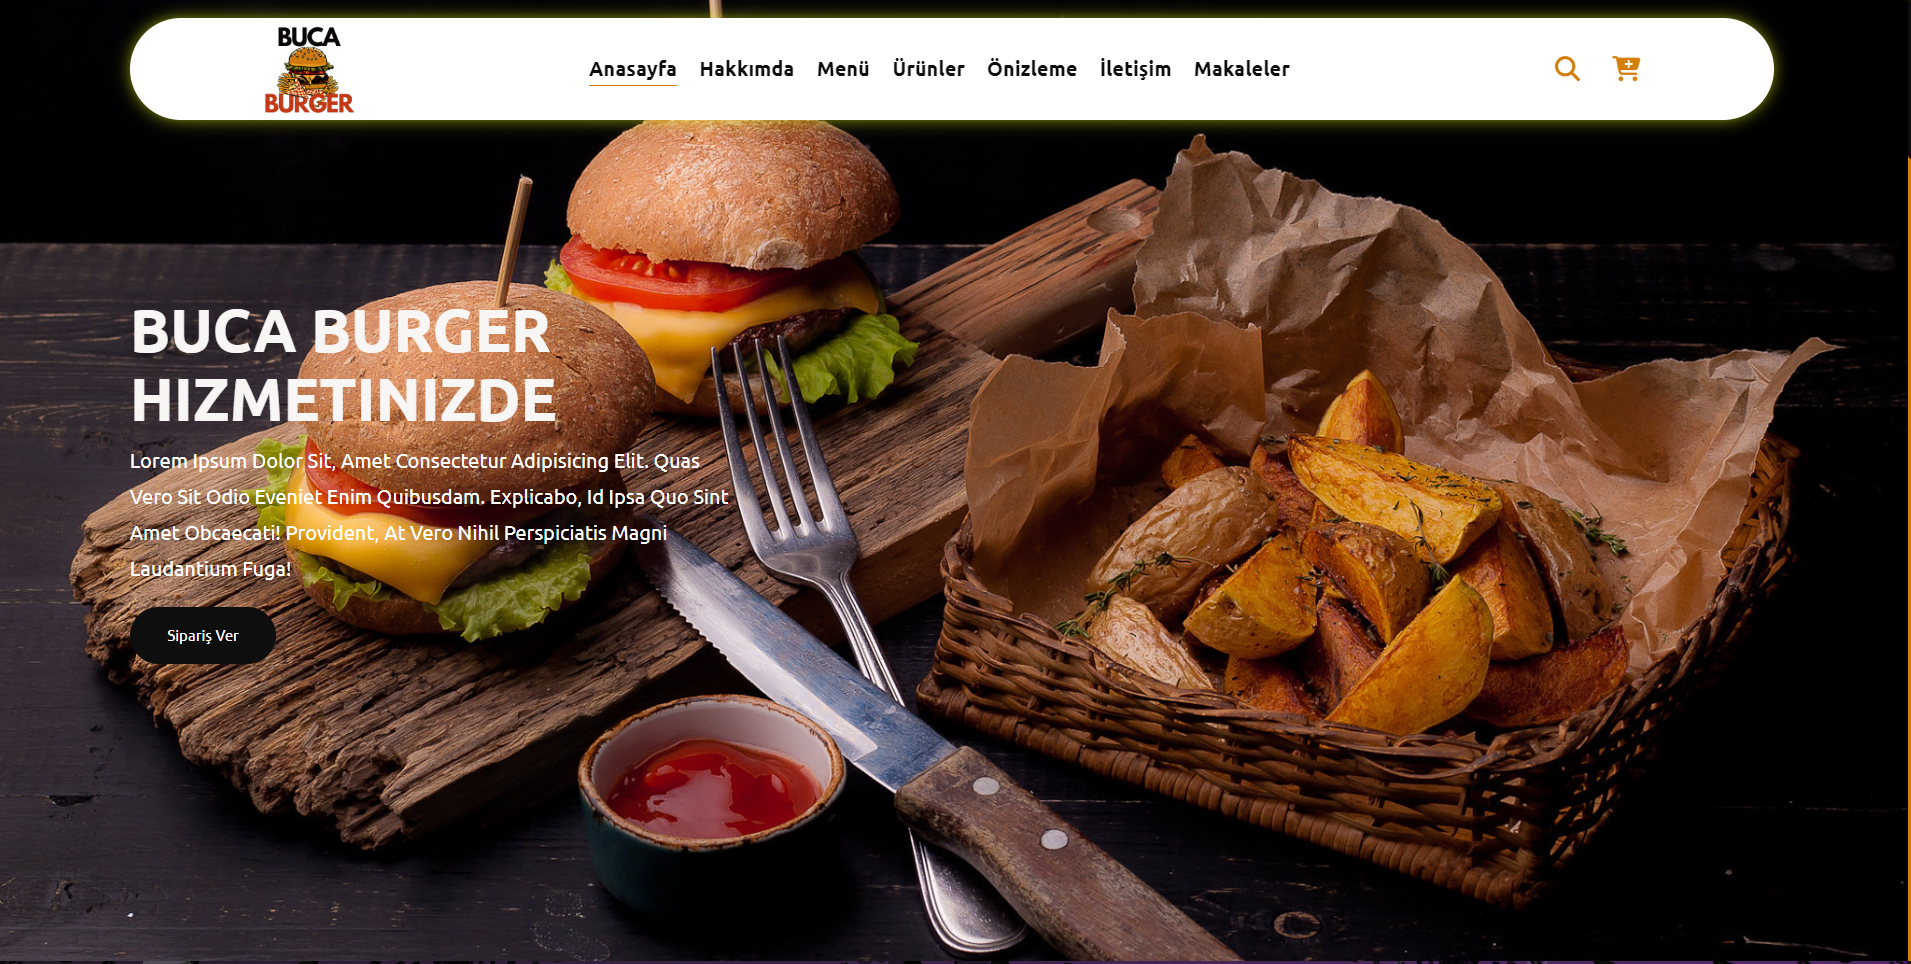 BUCA
BURGER
Anasayfa Hakkımda Menü Ürünler Önizleme İletişim Makaleler
BUCA BURGER
HIZMETINIZDE
Lorem Ipsum Dolor Sit, Amet Consectetur Adipisicing Elit. Quas
Vero Sit Odio Eveniet Enim Quibusdam. Explicabo, Id Ipsa Quo Sint
Amet Obcaecati! Provident, At Vero Nihil Perspiciatis Magni
Laudantium Fuga!
Sipariş Ver